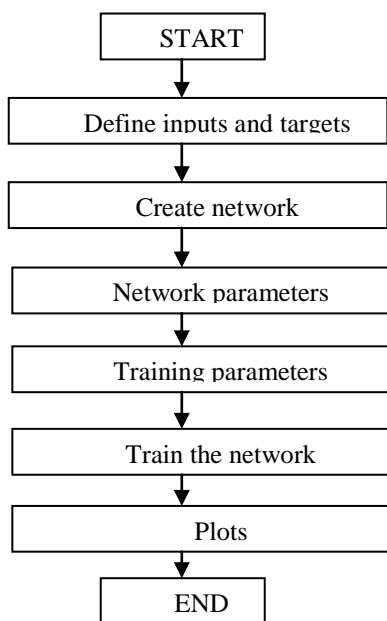 START
Define inputs and targets
Create network
Network parameters
Training parameters
Train the network
Plots
END